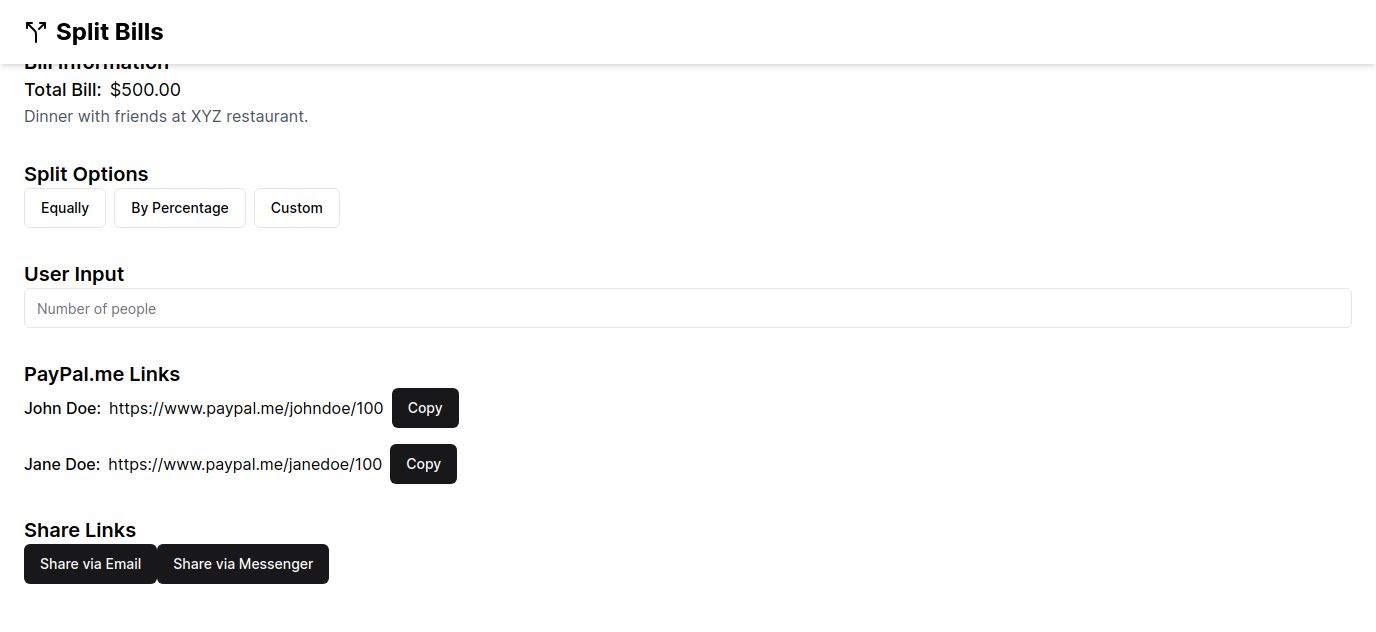 Split Bills
Bill Information
Total Bill: $500.00
Dinner with friends at XYZ restaurant.
Split Options
Equally By Percentage Custom
User Input
Number of people
PayPal.me Links
John Doe: https://www.paypal.me/johndoe/100 Copy
Jane Doe: https://www.paypal.me/janedoe/100 Copy
Share Links
Share via Email Share via Messenger